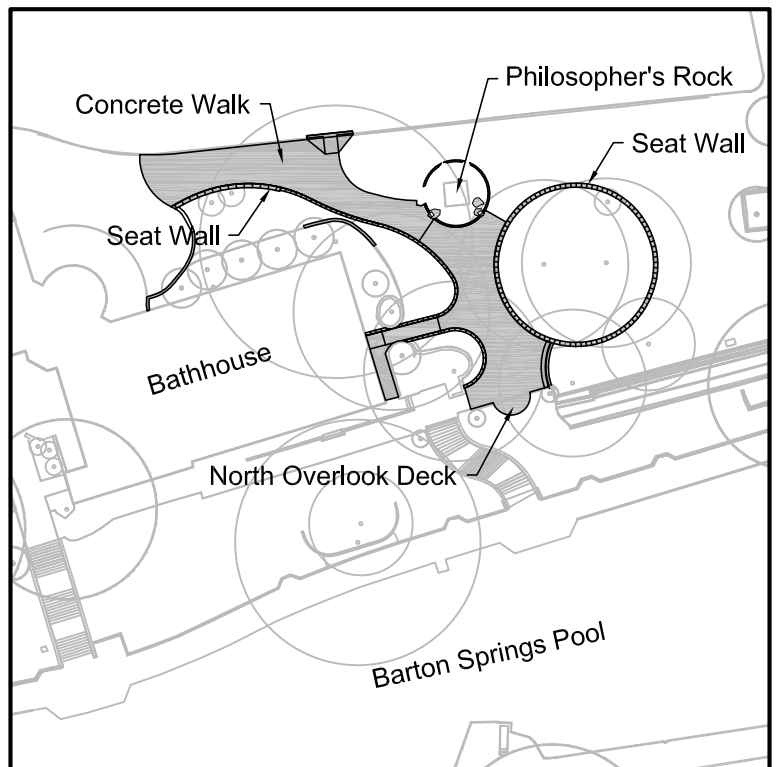 Philosopher's Rock
Concrete Walk
Seat Wall
Seat Wall
Bathhouse
North Overlook Deck
Barton Springs Pool